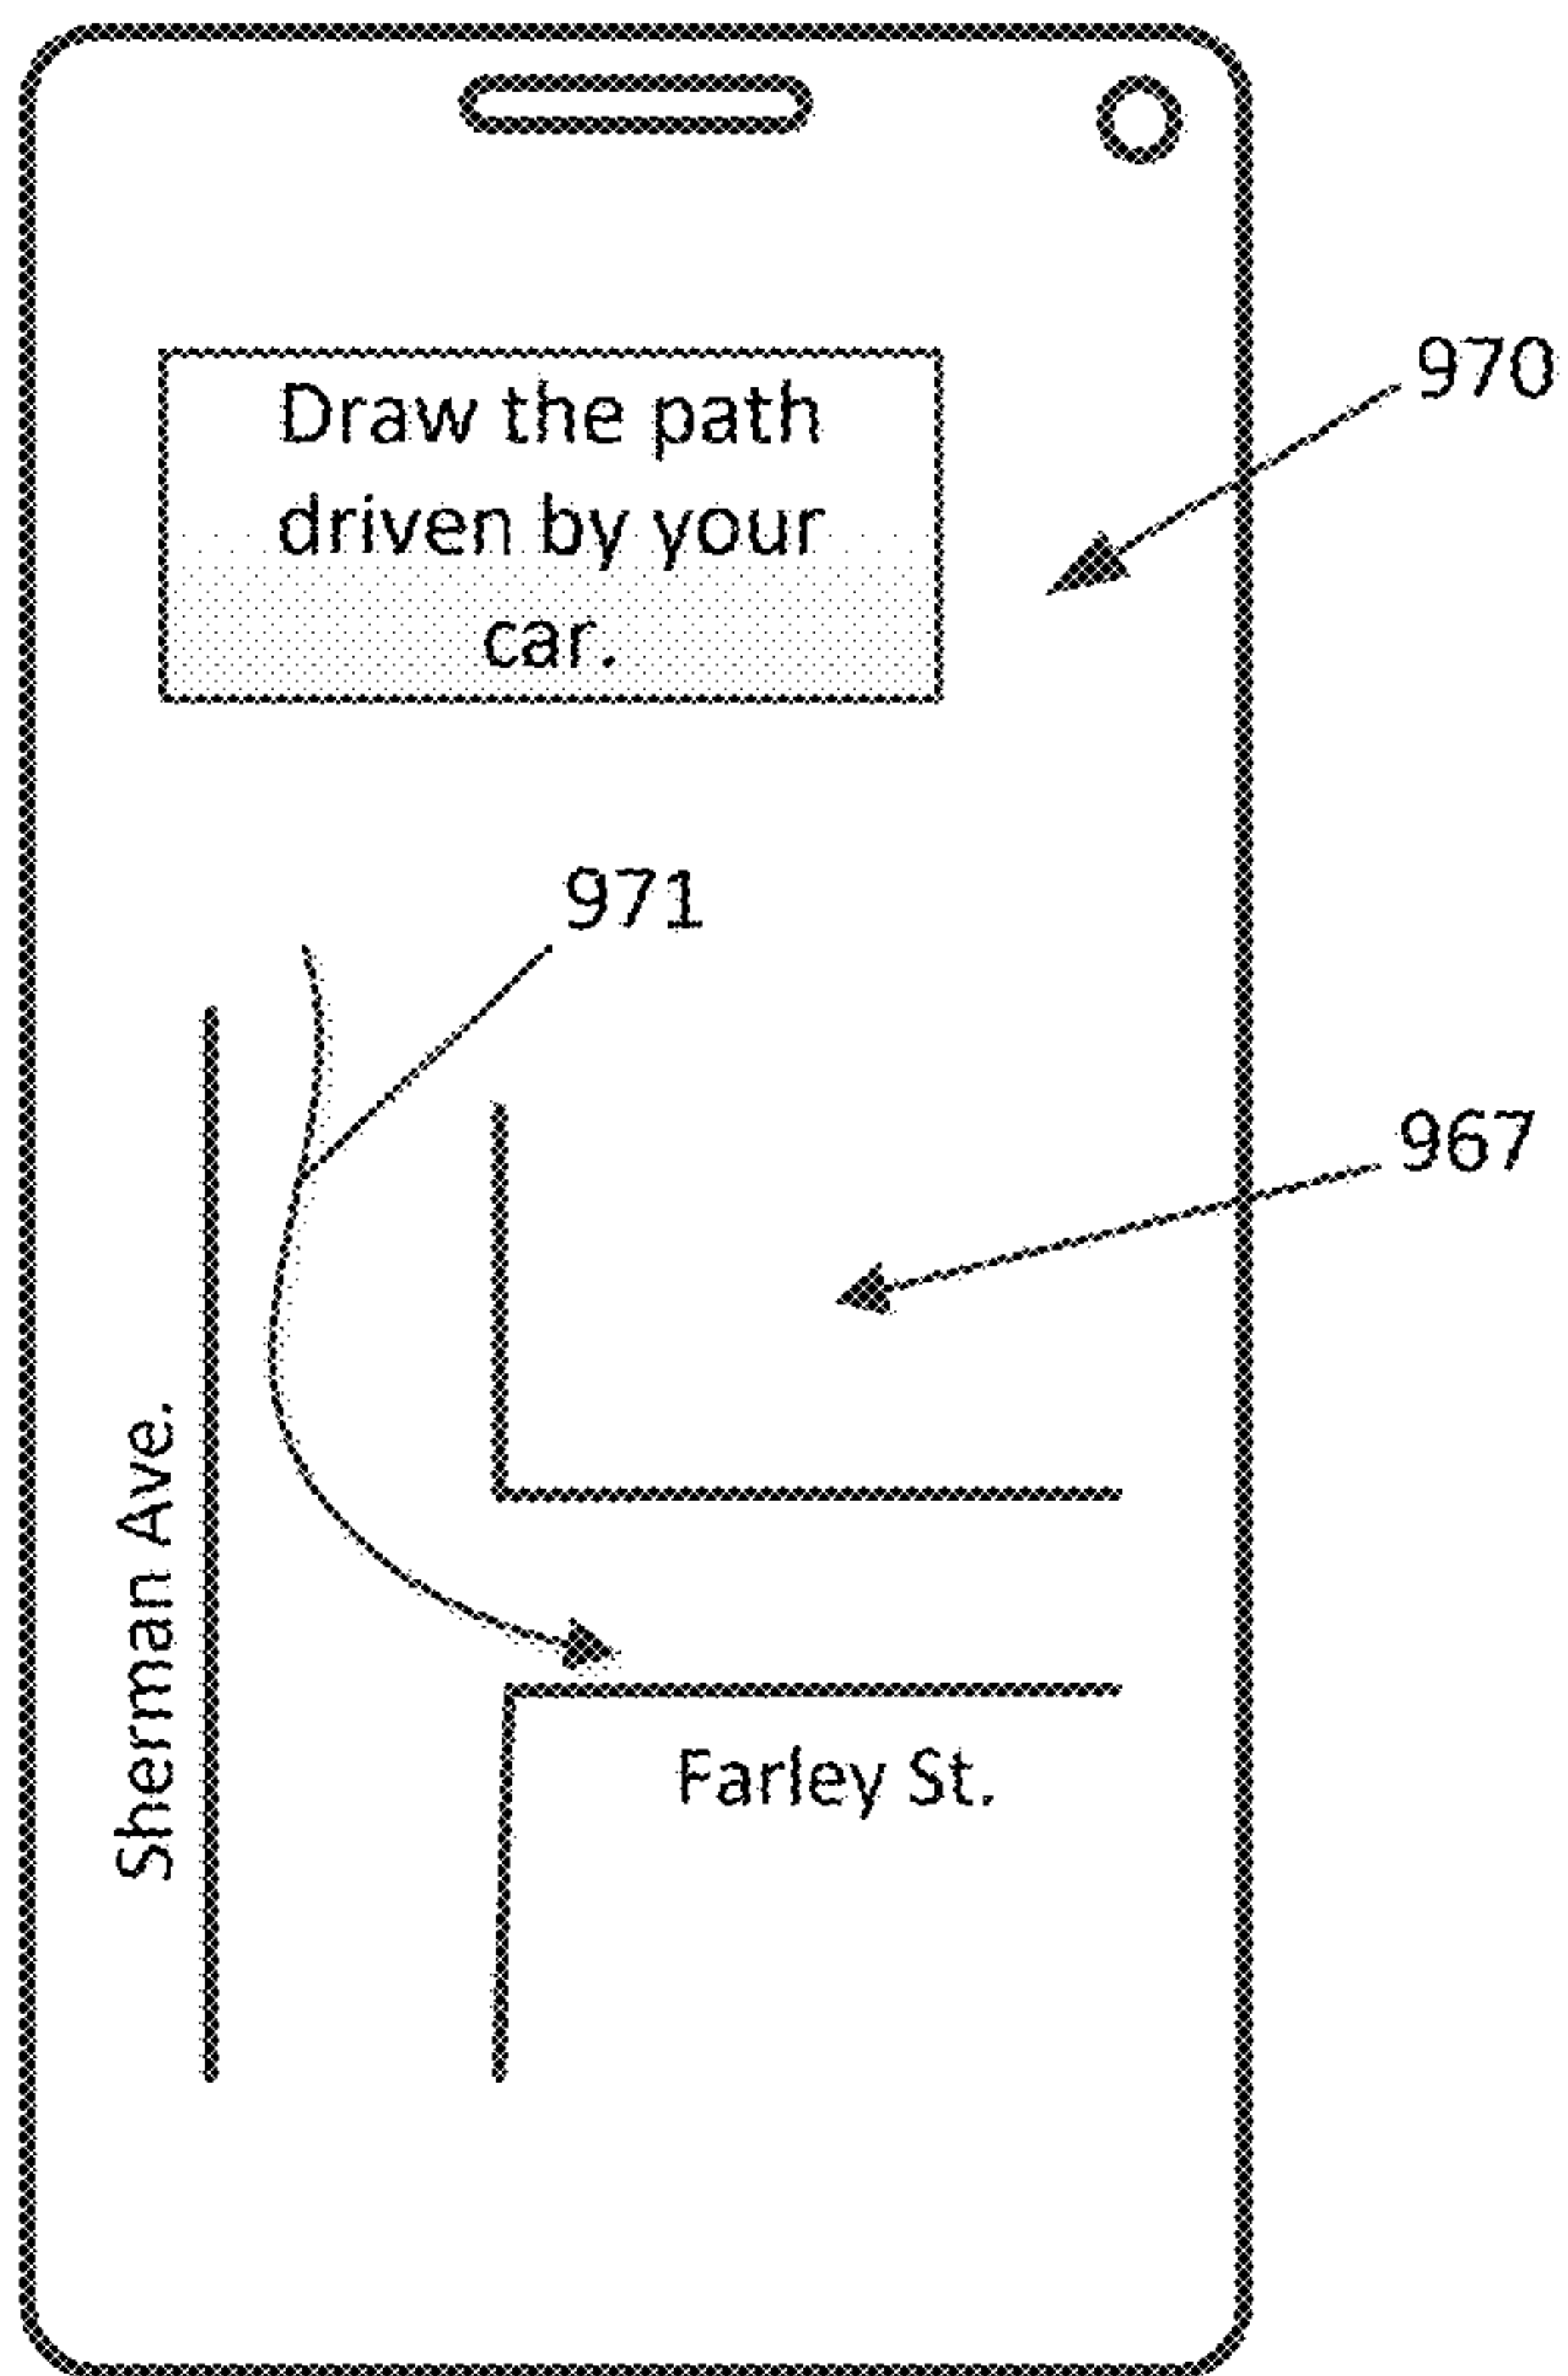 Draw the path
driven by your
car.
970
971
967
Sherman Ave.
Farley St.